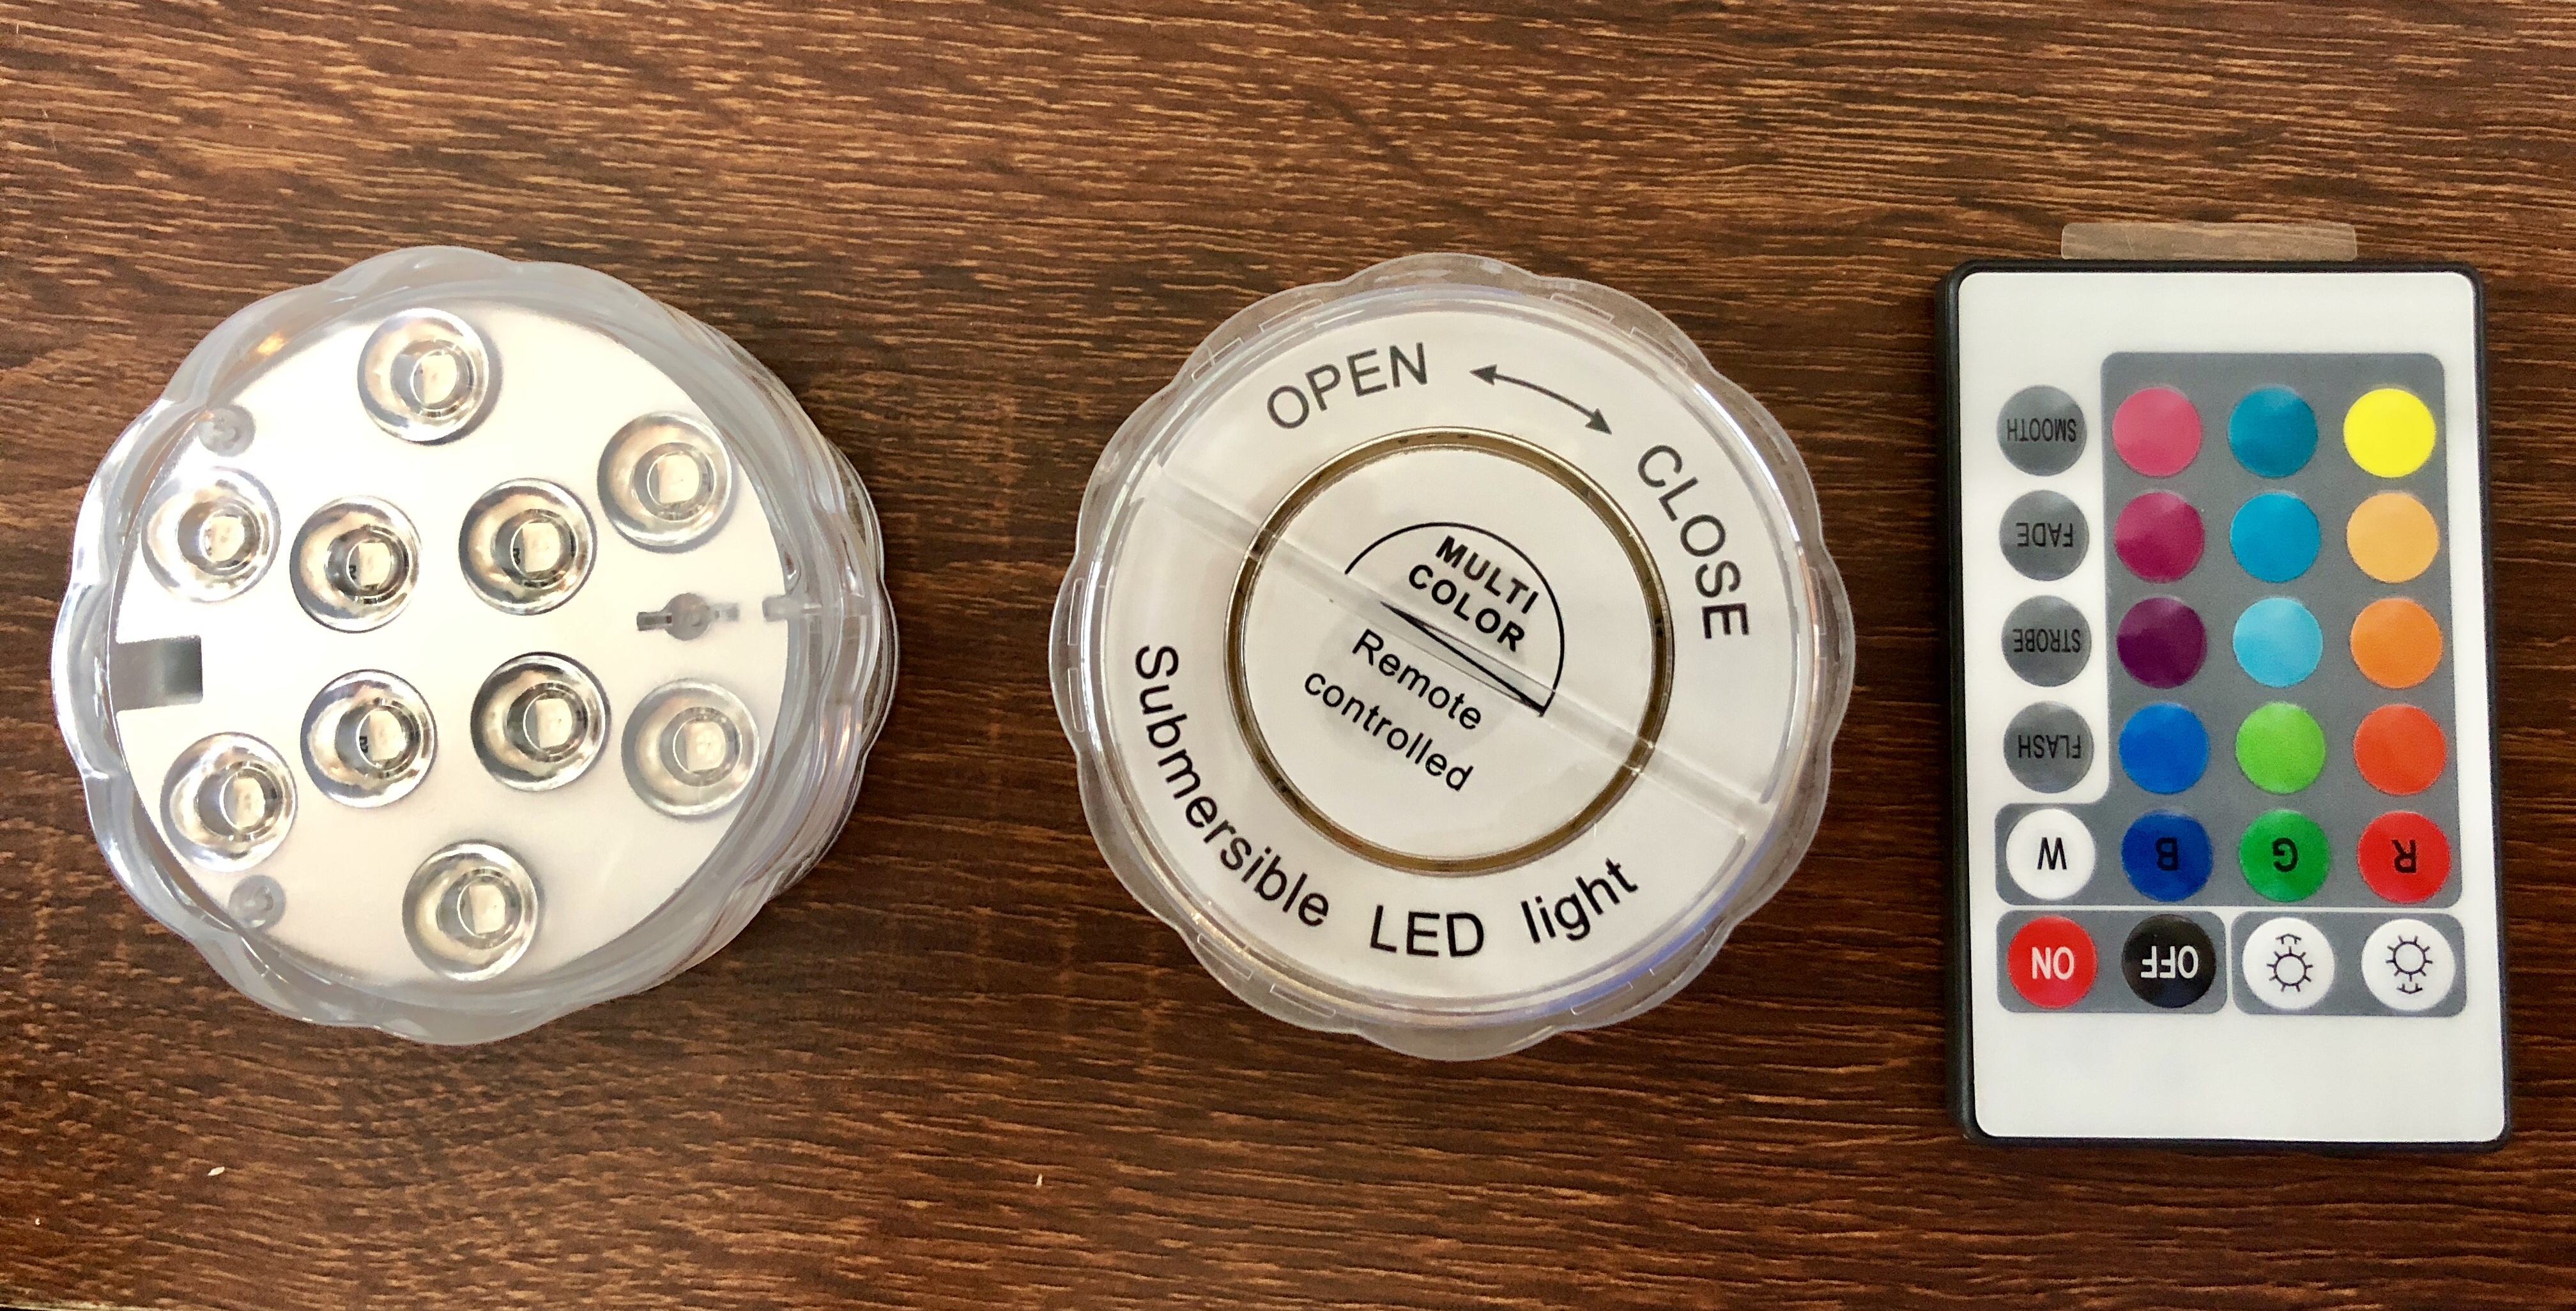 OPEN
CLOSE
MULTI
COLOR
Remote
controlled
Submersible LED light
SMOOTH
FADE
STROBE
FLASH
W B G R
ON OFF